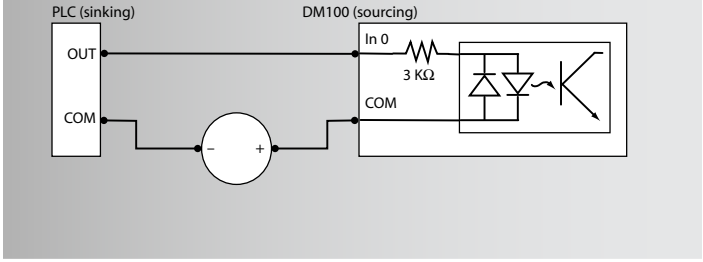 PLC (sinking)
DM100 (sourcing)
OUT
In 0
3 KΩ
COM
COM
– +